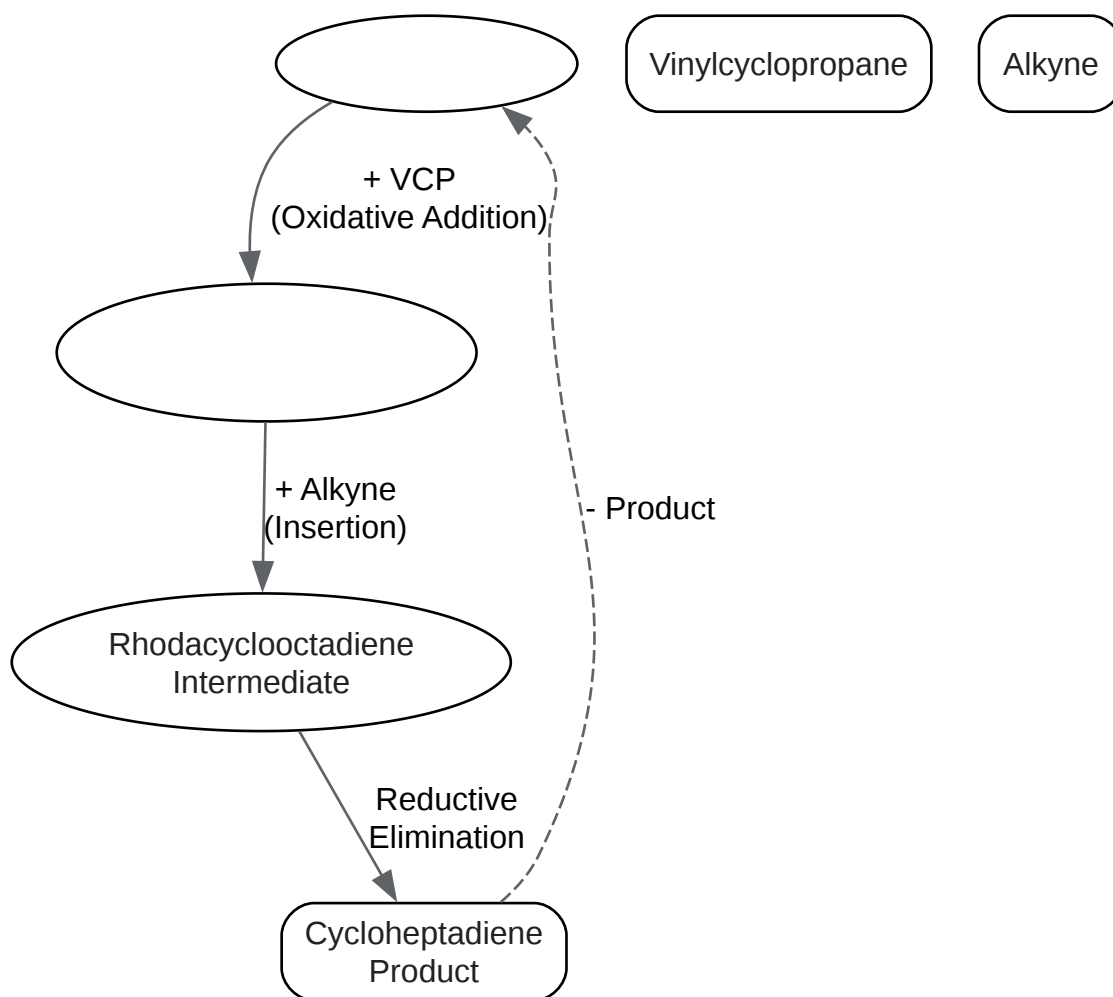 Vinylcyclopropane
Alkyne
+ VCP
(Oxidative Addition)
+ Alkyne
(Insertion)
- Product
Rhodacyclooctadiene
Intermediate
Reductive
Elimination
Cycloheptadiene
Product